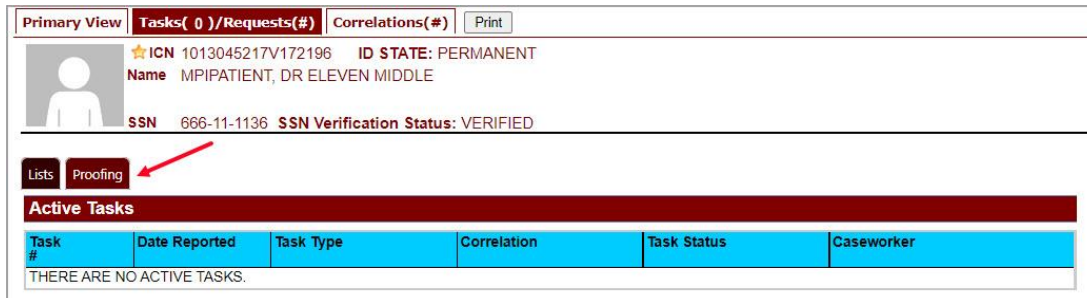 Primary View Tasks( 0 )/Requests(#) Correlations(#) Print
ICN 1013045217V172196 ID STATE: PERMANENT
Name MPIPATIENT, DR ELEVEN MIDDLE
SSN 666-11-1136 SSN Verification Status: VERIFIED
Lists Proofing
Active Tasks
Task # Date Reported Task Type Correlation Task Status Caseworker
THERE ARE NO ACTIVE TASKS.